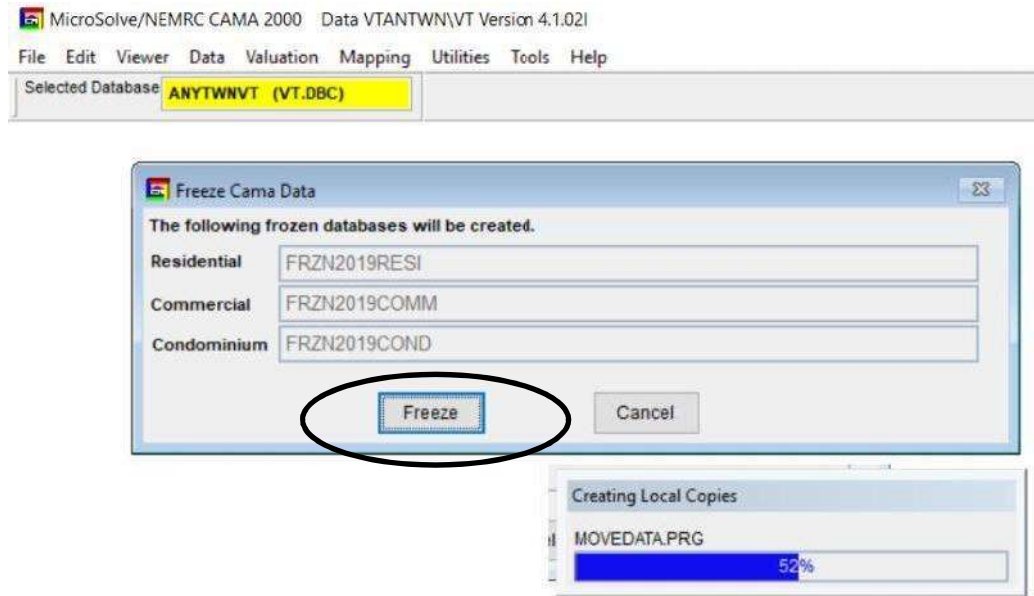 MicroSolve/NEMRC CAMA 2000 Data VTANTWN\VT Version 4.1.02I
File Edit Viewer Data Valuation Mapping Utilities Tools Help
Selected Database ANYTWNVT (VT.DBC)
Freeze Cama Data
The following frozen databases will be created.
Residential FRZN2019RESI
Commercial FRZN2019COMM
Condominium FRZN2019COND
Freeze Cancel
Creating Local Copies
MOVEDATA.PRG
52%